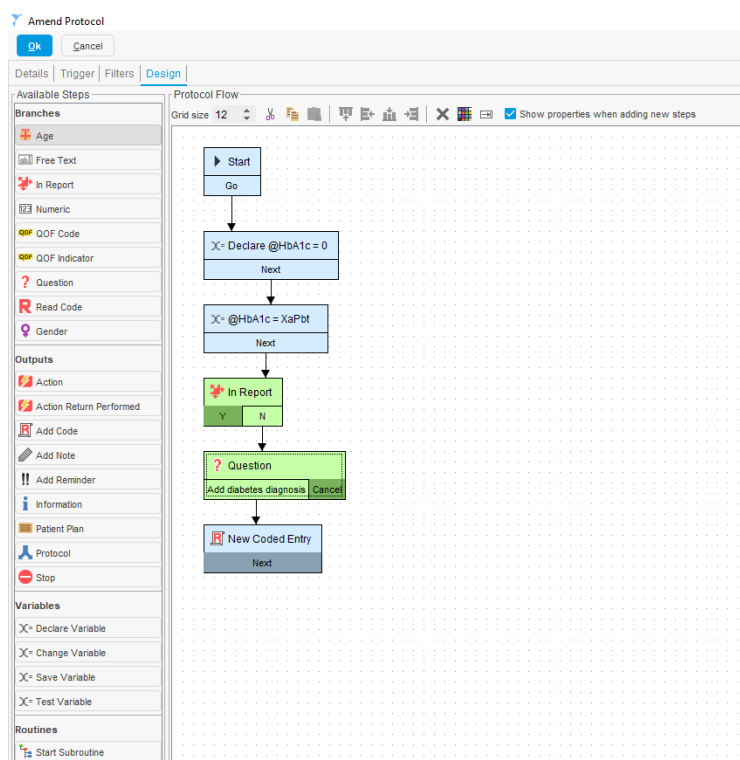 Amend Protocol
Ok Cancel
Details Trigger Filters Design
Available Steps
Branches
Age
Free Text
In Report
123 Numeric
QOF QOF Code
QOF QOF Indicator
? Question
R Read Code
Gender
Outputs
Action
Action Return Performed
R Add Code
Add Note
!! Add Reminder
i Information
Patient Plan
Protocol
Stop
Variables
X= Declare Variable
X= Change Variable
X= Save Variable
X= Test Variable
Routines
Start Subroutine
Protocol Flow
Grid size 12 Show properties when adding new steps
Start
Go
X= Declare @HbA1c = 0
Next
X= @HbA1c = XaPbt
Next
In Report
Y N
? Question
Add diabetes diagnosis Cancel
R New Coded Entry
Next